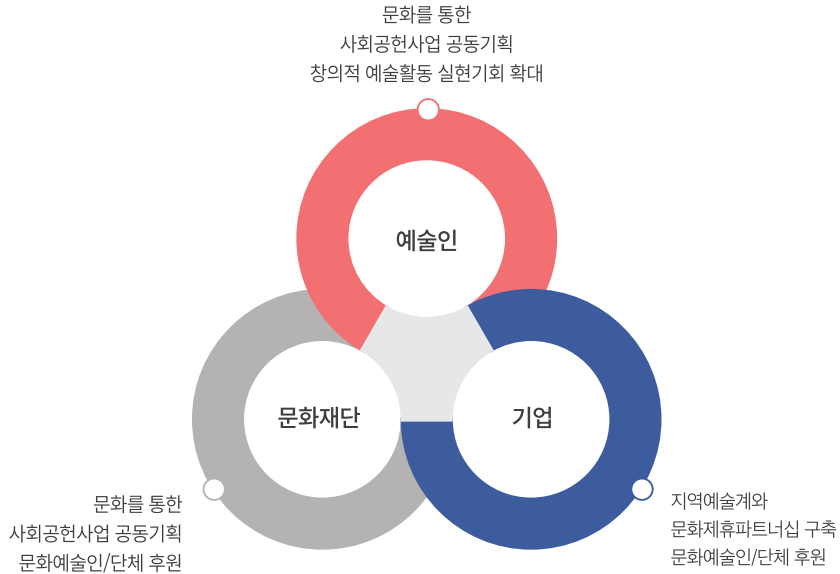 문화를 통한
사회공헌사업 공동기획
창의적 예술활동 실현기회 확대
예술인
문화재단
기업
문화를 통한
사회공헌사업 공동기획
문화예술인/단체 후원
지역예술계와
문화제휴파트너십 구축
문화예술인/단체 후원